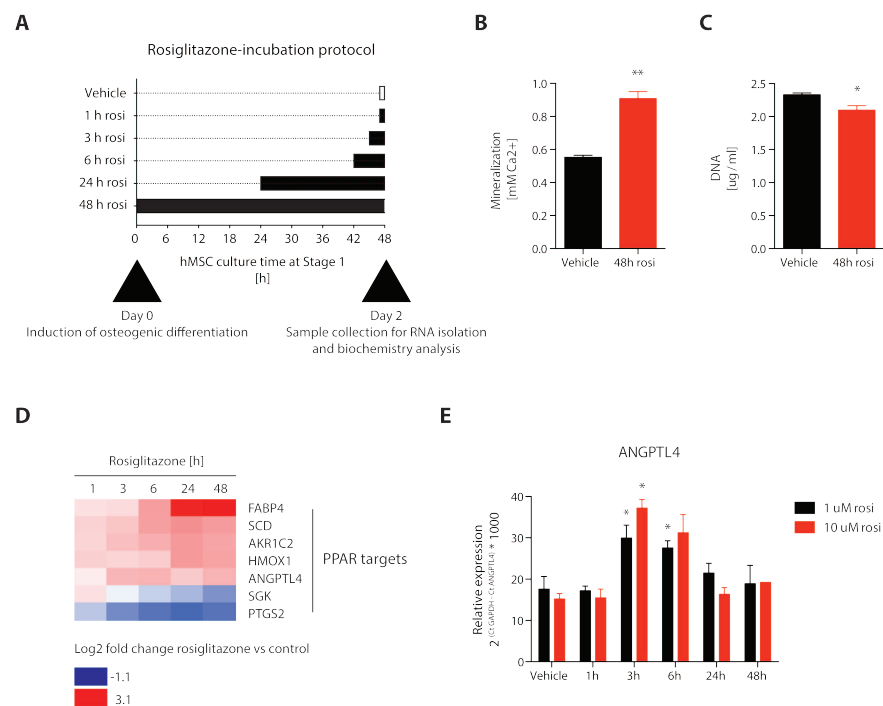 A
Rosiglitazone-incubation protocol
Vehicle
1 h rosi
3 h rosi
6 h rosi
24 h rosi
48 h rosi
0 6 12 18 24 30 36 42 48
hMSC culture time at Stage 1
[h]
Day 0
Induction of osteogenic differentiation
Day 2
Sample collection for RNA isolation
and biochemistry analysis
B
Mineralization
[mM Ca2+]
1.0
0.8
0.6
0.4
0.2
0.0
**
Vehicle 48h rosi
C
DNA
[ug / ml]
2.5
2.0
1.5
1.0
0.5
0.0
*
Vehicle 48h rosi
D
Rosiglitazone [h]
1 3 6 24 48
FABP4
SCD
AKR1C2
HMOX1
ANGPTL4
SGK
PTGS2
PPAR targets
Log2 fold change rosiglitazone vs control
-1.1
3.1
E
ANGPTL4
Relative expression
2 (Ct GAPDH - Ct ANGPTL4) * 1000
40
30
20
10
0
* * *
Vehicle 1h 3h 6h 24h 48h
1 uM rosi
10 uM rosi